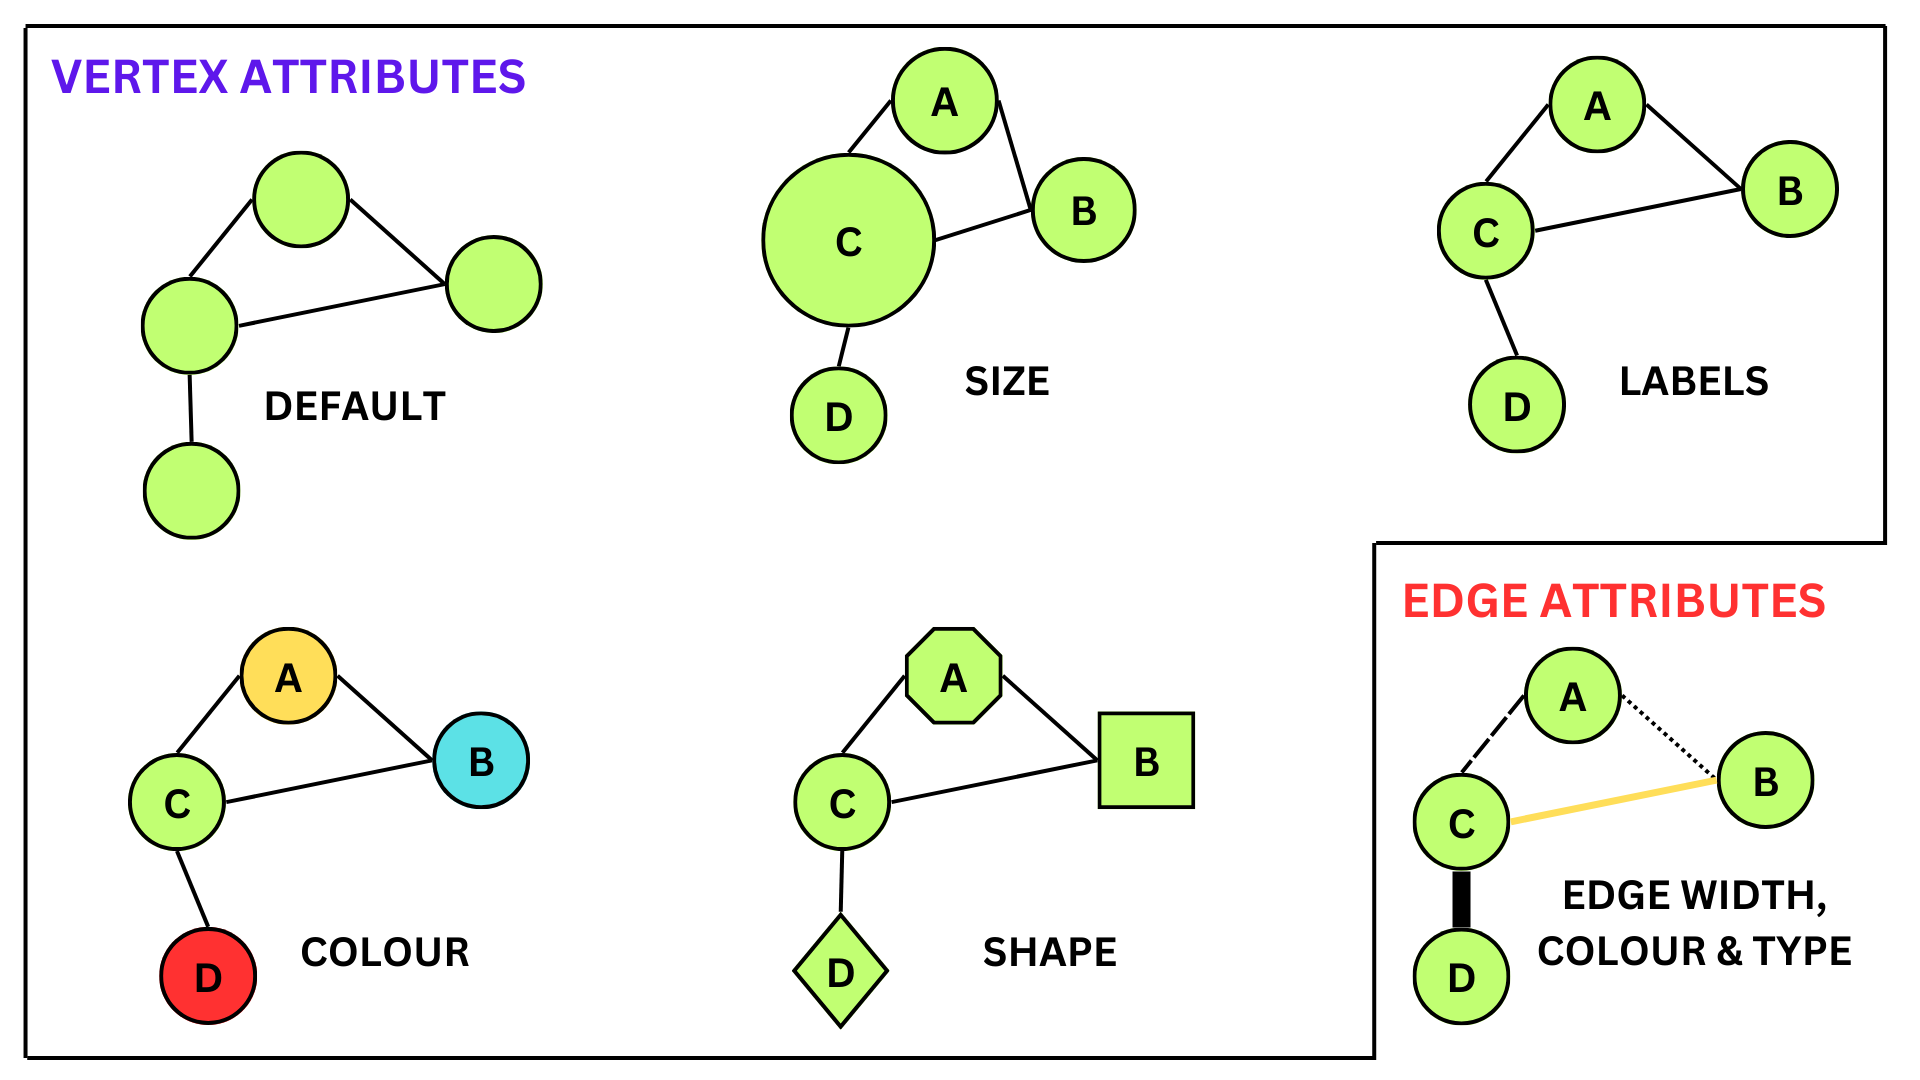 VERTEX ATTRIBUTES
DEFAULT
A
B
C
D
SIZE
A
B
C
D
LABELS
A
B
C
D
COLOUR
A
B
C
D
SHAPE
EDGE ATTRIBUTES
A
B
C
D
EDGE WIDTH,
COLOUR & TYPE